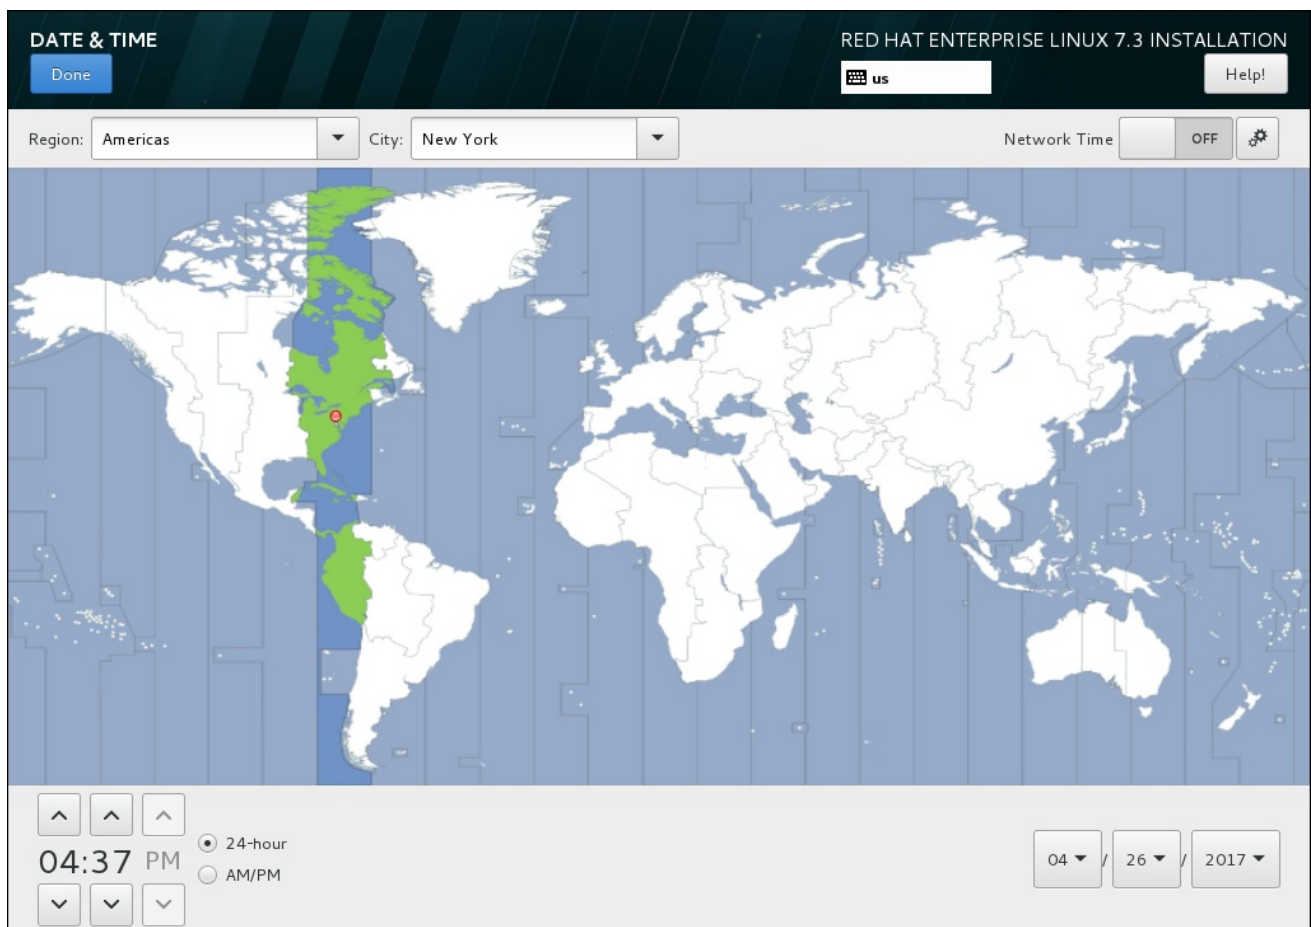 DATE & TIME
RED HAT ENTERPRISE LINUX 7.3 INSTALLATION
Done
us
Help!
Region: Americas City: New York Network Time OFF
24-hour
04:37 PM
AM/PM
04 / 26 / 2017